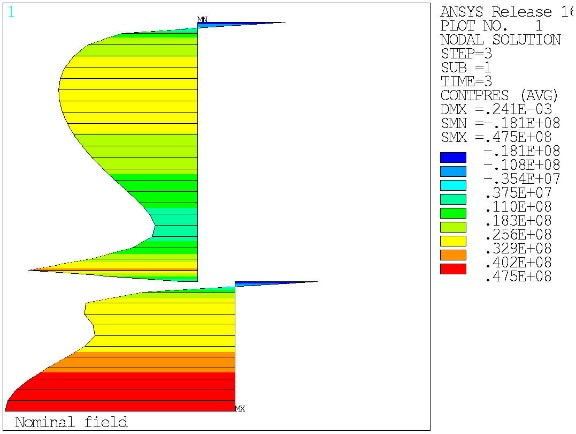 1
MN
MX
Nominal field
ANSYS Release 16
PLOT NO. 1
NODAL SOLUTION
STEP=3
SUB =1
TIME=3
CONTPRES (AVG)
DMX =.241E-03
SMN =-.181E+08
SMX =.475E+08
-.181E+08
-.108E+08
-.354E+07
.375E+07
.110E+08
.183E+08
.256E+08
.329E+08
.402E+08
.475E+08